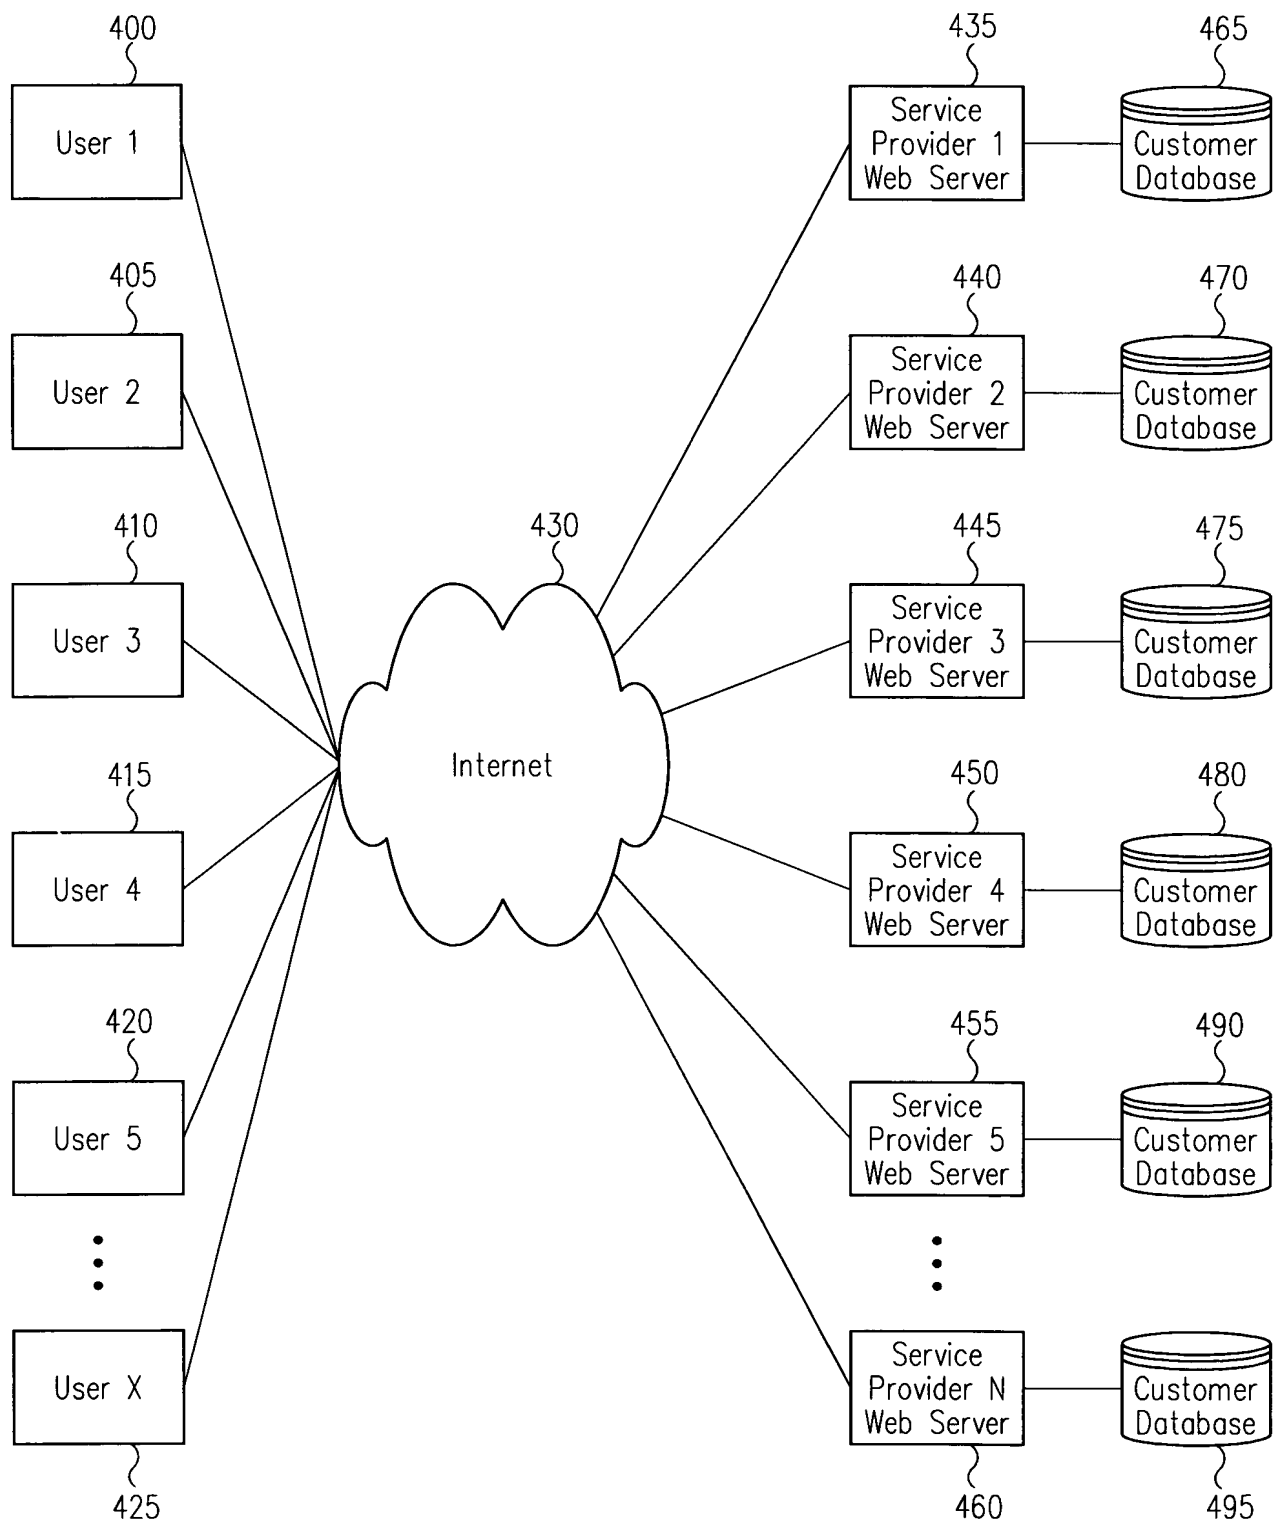 400
435
465
User 1
Service
Provider 1
Web Server
Customer
Database
405
440
470
User 2
Service
Provider 2
Web Server
Customer
Database
410
430
445
475
User 3
Service
Provider 3
Web Server
Customer
Database
Internet
415
450
480
User 4
Service
Provider 4
Web Server
Customer
Database
420
455
490
User 5
Service
Provider 5
Web Server
Customer
Database
User X
Service
Provider N
Web Server
Customer
Database
425
460
495